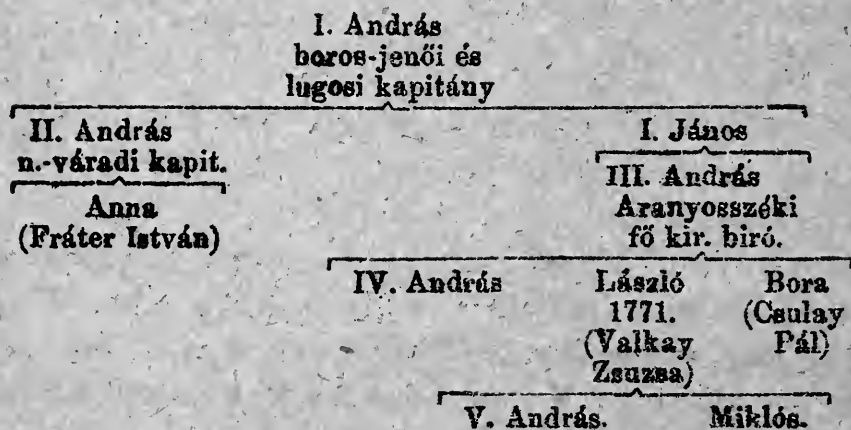 I. András
boros-jenői és
lugosi kapitány
II. András
n.-váradi kapit.
I. János
Anna
(Fráter István)
III. András
Aranyosszéki
fő kir. biró.
IV. András
László
1771.
(Valkay
Zsuzsa)
Bora
(Csulay
Pál)
V. András.
Miklós.